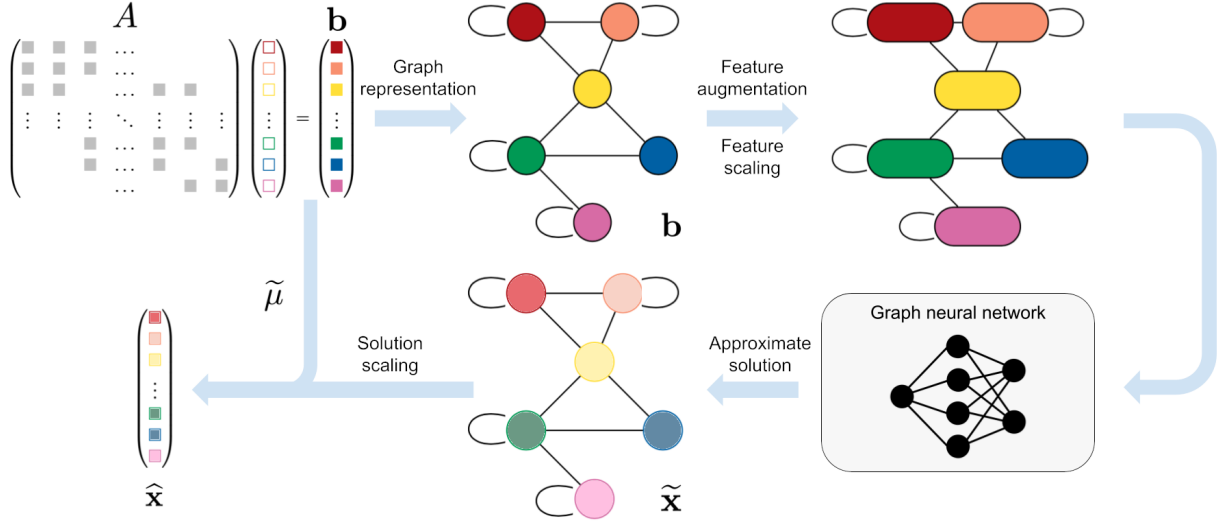 A
b
… 
…
…
⋮ ⋮ ⋮ ⋱ ⋮ ⋮ ⋮ ⋮ = ⋮
…
…
…
Graph
representation
Feature
augmentation
Feature
scaling
b
μ̃
Solution
scaling
Approximate
solution
Graph neural network
⋮
x̂
x̃